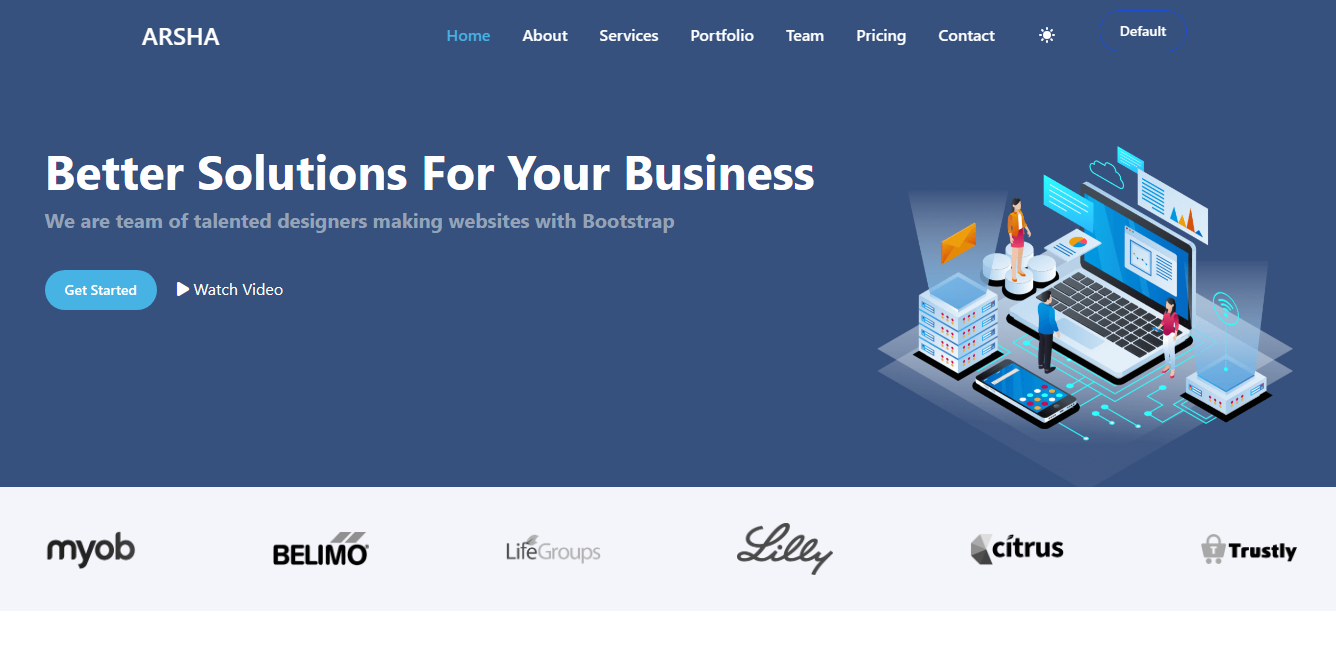 ARSHA
Home About Services Portfolio Team Pricing Contact Default
Better Solutions For Your Business
We are team of talented designers making websites with Bootstrap
Get Started Watch Video
myob BELIMO LifeGroups Lilly citrus Trustly